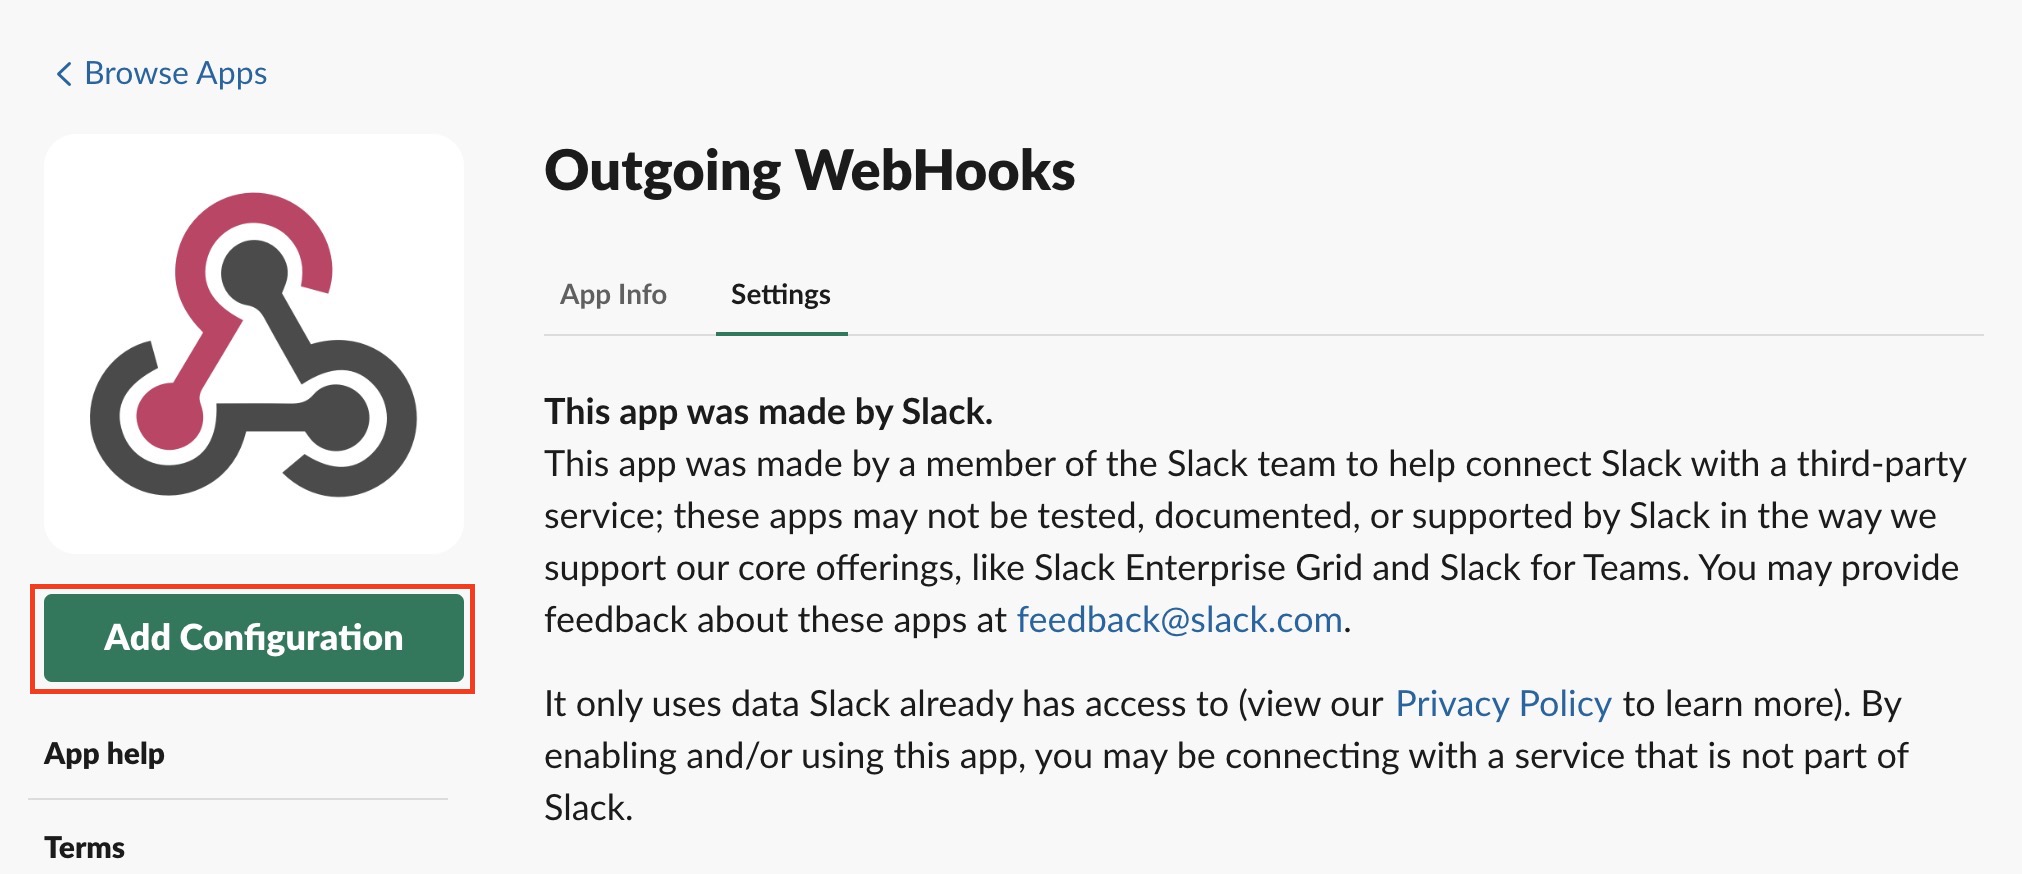 Browse Apps
Outgoing WebHooks
App Info
Settings
This app was made by Slack.
This app was made by a member of the Slack team to help connect Slack with a third-party
service; these apps may not be tested, documented, or supported by Slack in the way we
support our core offerings, like Slack Enterprise Grid and Slack for Teams. You may provide
feedback about these apps at feedback@slack.com.
It only uses data Slack already has access to (view our Privacy Policy to learn more). By
enabling and/or using this app, you may be connecting with a service that is not part of
Slack.
Add Configuration
App help
Terms